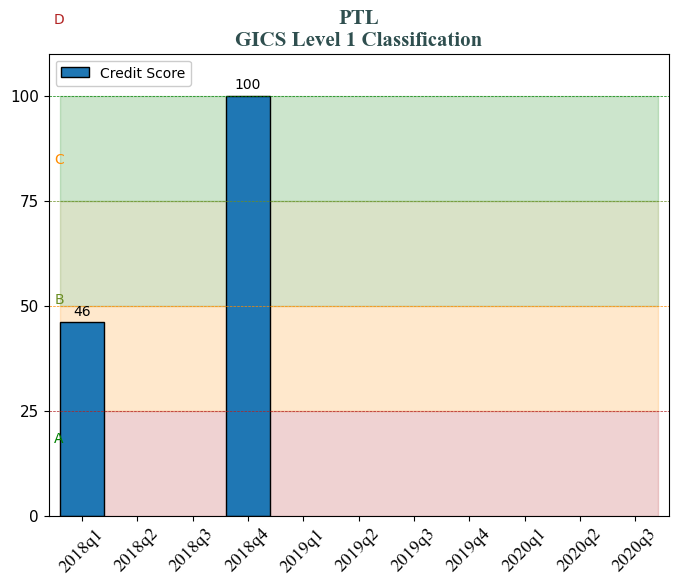 D
PTL
GICS Level 1 Classification
Credit Score
100
100
C
75
B
50
46
25
A
0
2018q1
2018q2
2018q3
2018q4
2019q1
2019q2
2019q3
2019q4
2020q1
2020q2
2020q3